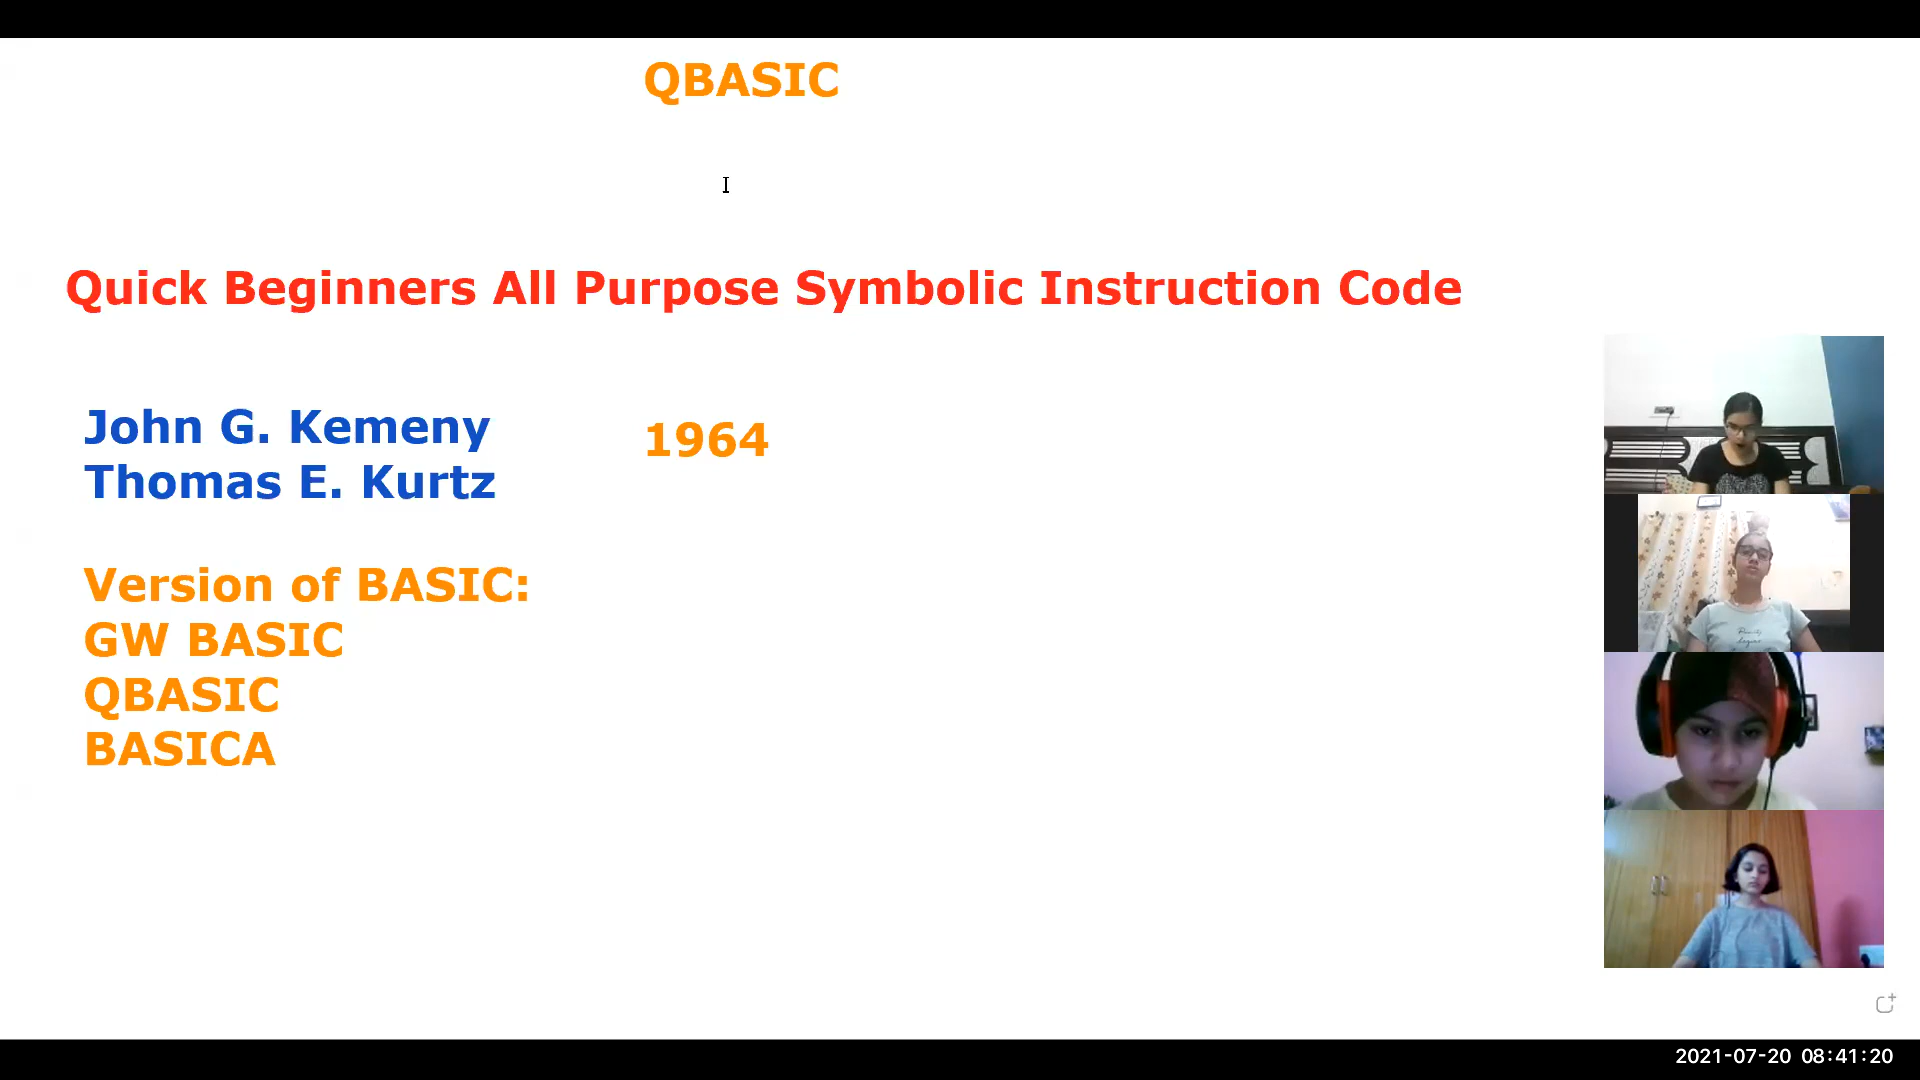 QBASIC
Quick Beginners All Purpose Symbolic Instruction Code
John G. Kemeny
Thomas E. Kurtz
1964
Version of BASIC:
GW BASIC
QBASIC
BASICA
2021-07-20 08:41:20